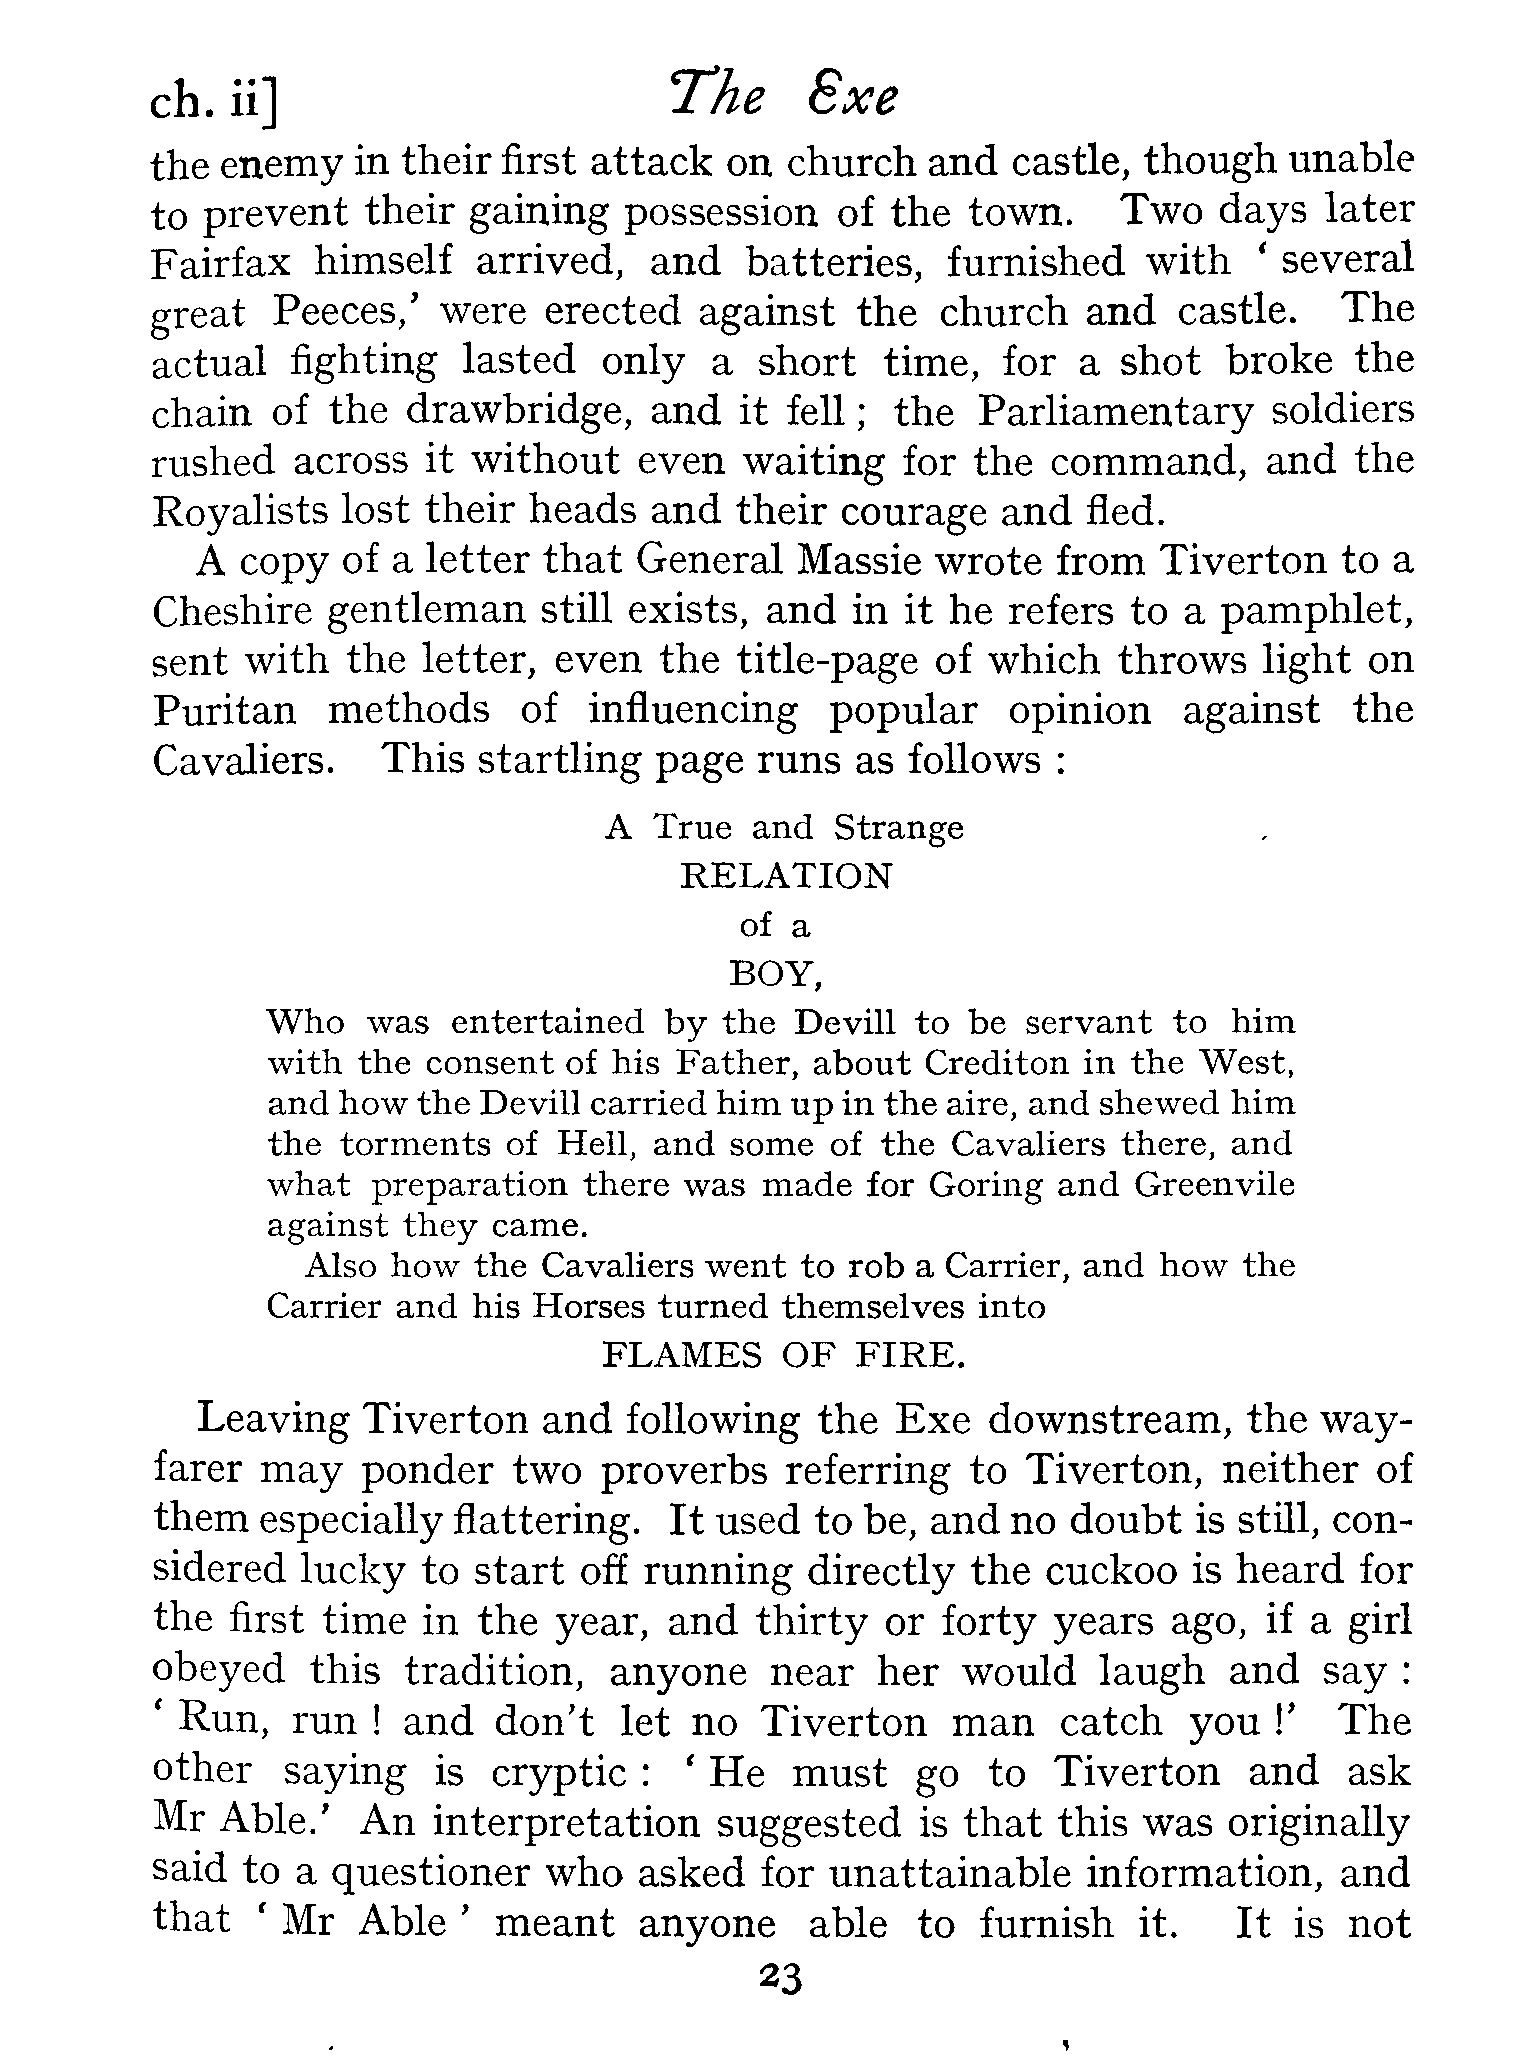 ch. ii] The Exe
the enemy in their first attack on church and castle, though unable
to prevent their gaining possession of the town. Two days later
Fairfax himself arrived, and batteries, furnished with ‘ several
great Peeces,’ were erected against the church and castle. The
actual fighting lasted only a short time, for a shot broke the
chain of the drawbridge, and it fell ; the Parliamentary soldiers
rushed across it without even waiting for the command, and the
Royalists lost their heads and their courage and fled.
A copy of a letter that General Massie wrote from Tiverton to a
Cheshire gentleman still exists, and in it he refers to a pamphlet,
sent with the letter, even the title-page of which throws light on
Puritan methods of influencing popular opinion against the
Cavaliers. This startling page runs as follows :
A True and Strange
RELATION
of a
BOY,
Who was entertained by the Devill to be servant to him
with the consent of his Father, about Crediton in the West,
and how the Devill carried him up in the aire, and shewed him
the torments of Hell, and some of the Cavaliers there, and
what preparation there was made for Goring and Greenvile
against they came.
Also how the Cavaliers went to rob a Carrier, and how the
Carrier and his Horses turned themselves into
FLAMES OF FIRE.
Leaving Tiverton and following the Exe downstream, the way-
farer may ponder two proverbs referring to Tiverton, neither of
them especially flattering. It used to be, and no doubt is still, con-
sidered lucky to start off running directly the cuckoo is heard for
the first time in the year, and thirty or forty years ago, if a girl
obeyed this tradition, anyone near her would laugh and say :
‘ Run, run ! and don’t let no Tiverton man catch you !’ The
other saying is cryptic : ‘ He must go to Tiverton and ask
Mr Able.’ An interpretation suggested is that this was originally
said to a questioner who asked for unattainable information, and
that ‘ Mr Able ’ meant anyone able to furnish it. It is not
23